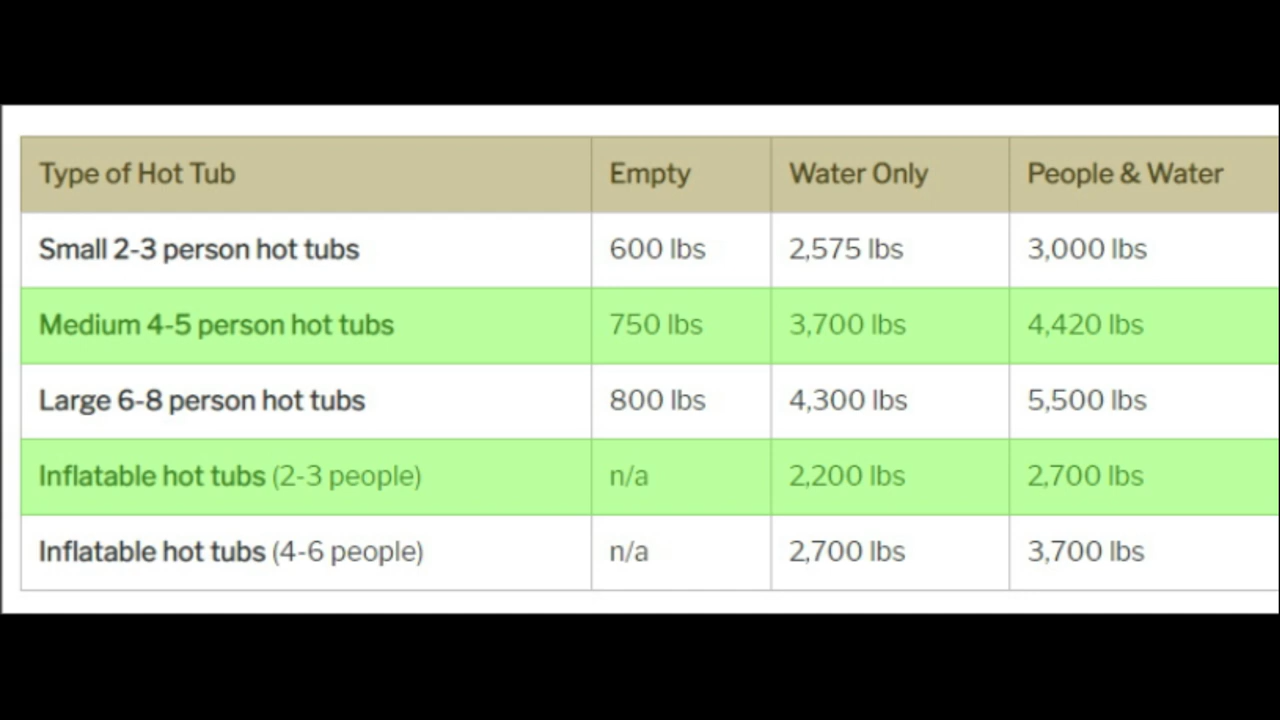 Type of Hot Tub Empty Water Only People & Water
Small 2-3 person hot tubs 600 lbs 2,575 lbs 3,000 lbs
Medium 4-5 person hot tubs 750 lbs 3,700 lbs 4,420 lbs
Large 6-8 person hot tubs 800 lbs 4,300 lbs 5,500 lbs
Inflatable hot tubs (2-3 people) n/a 2,200 lbs 2,700 lbs
Inflatable hot tubs (4-6 people) n/a 2,700 lbs 3,700 lbs